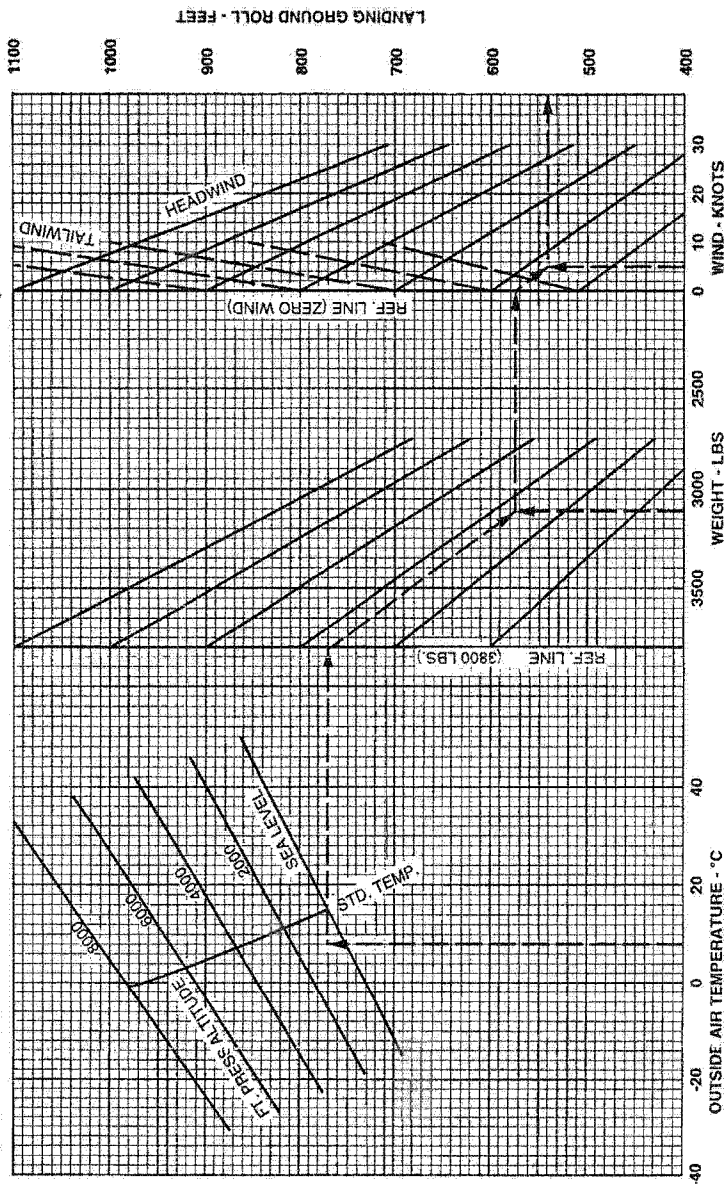 LANDING GROUND ROLL - FEET
1100
1000
900
800
700
600
500
400
TAILWIND
HEADWIND
REF. LINE (ZERO WIND)
0 10 20 30
WIND - KNOTS
REF. LINE (3800 LBS.)
3500 3000 2500
WEIGHT - LBS
8000
6000
4000
2000
SEA LEVEL
FT. PRESS ALTITUDE
STD. TEMP.
-40 -20 0 20 40
OUTSIDE AIR TEMPERATURE - °C